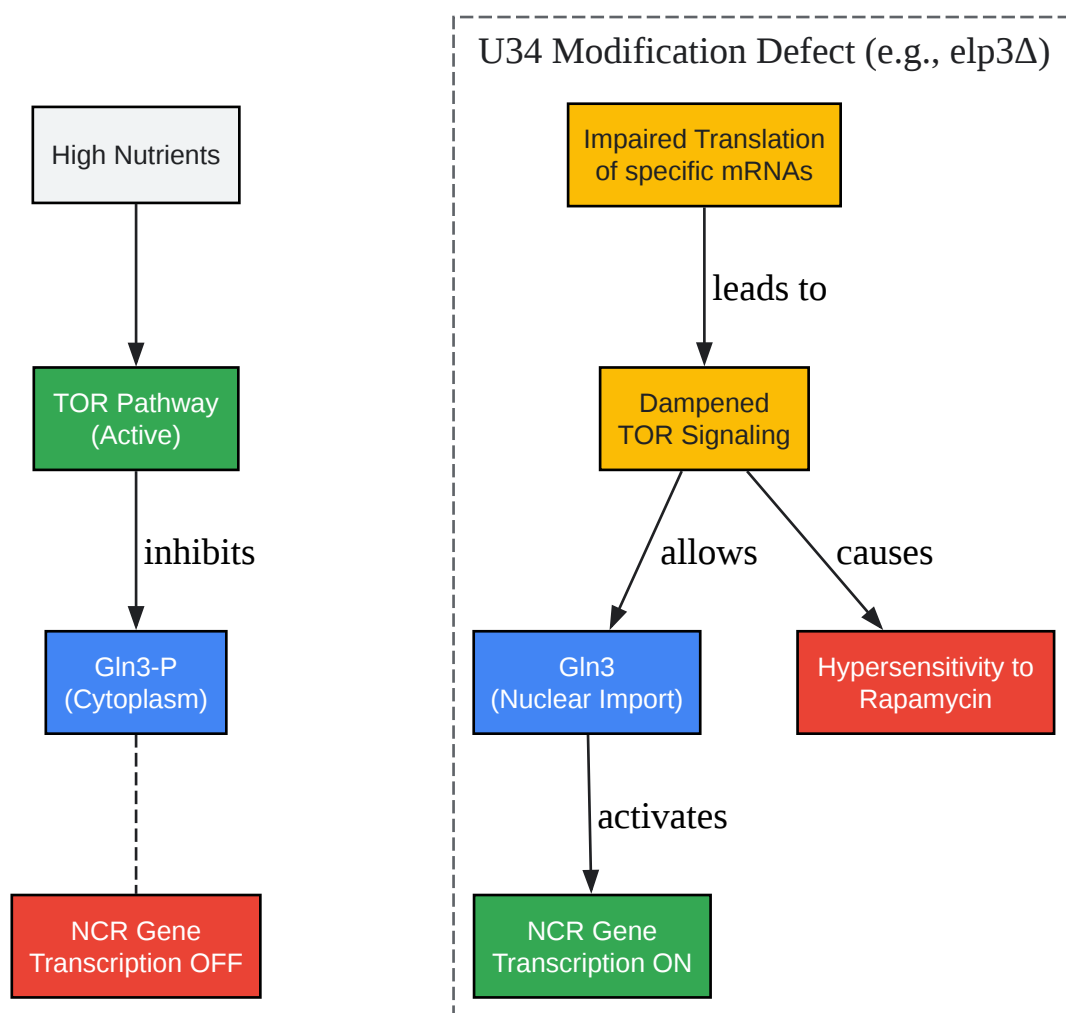 U34 Modification Defect (e.g., elp3Δ)
High Nutrients
Impaired Translation
of specific mRNAs
leads to
TOR Pathway
(Active)
Dampened
TOR Signaling
inhibits
allows
causes
Gln3-P
(Cytoplasm)
Gln3
(Nuclear Import)
Hypersensitivity to
Rapamycin
activates
NCR Gene
Transcription OFF
NCR Gene
Transcription ON